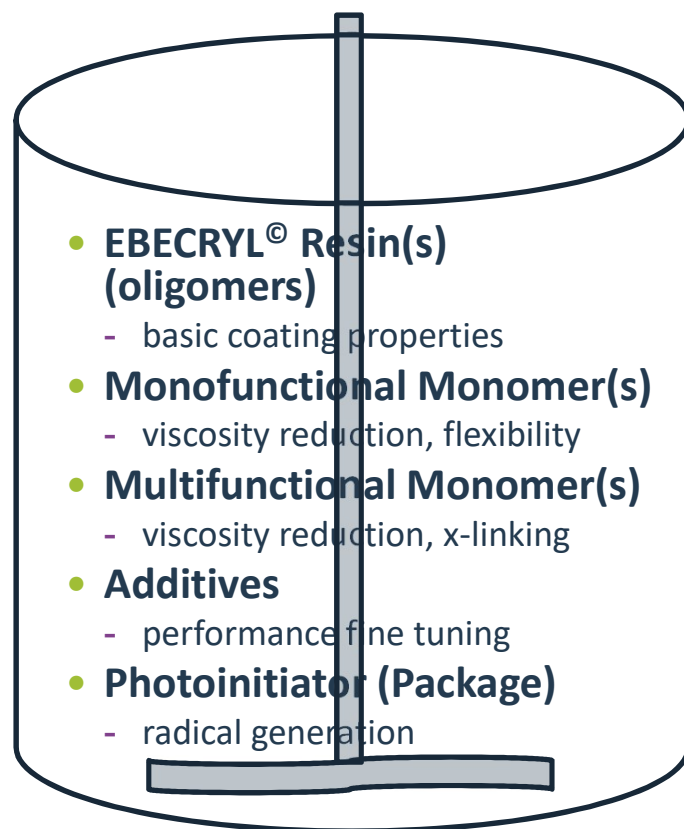 • EBECRYL© Resin(s)
(oligomers)
- basic coating properties
• Monofunctional Monomer(s)
- viscosity reduction, flexibility
• Multifunctional Monomer(s)
- viscosity reduction, x-linking
• Additives
- performance fine tuning
• Photoinitiator (Package)
- radical generation